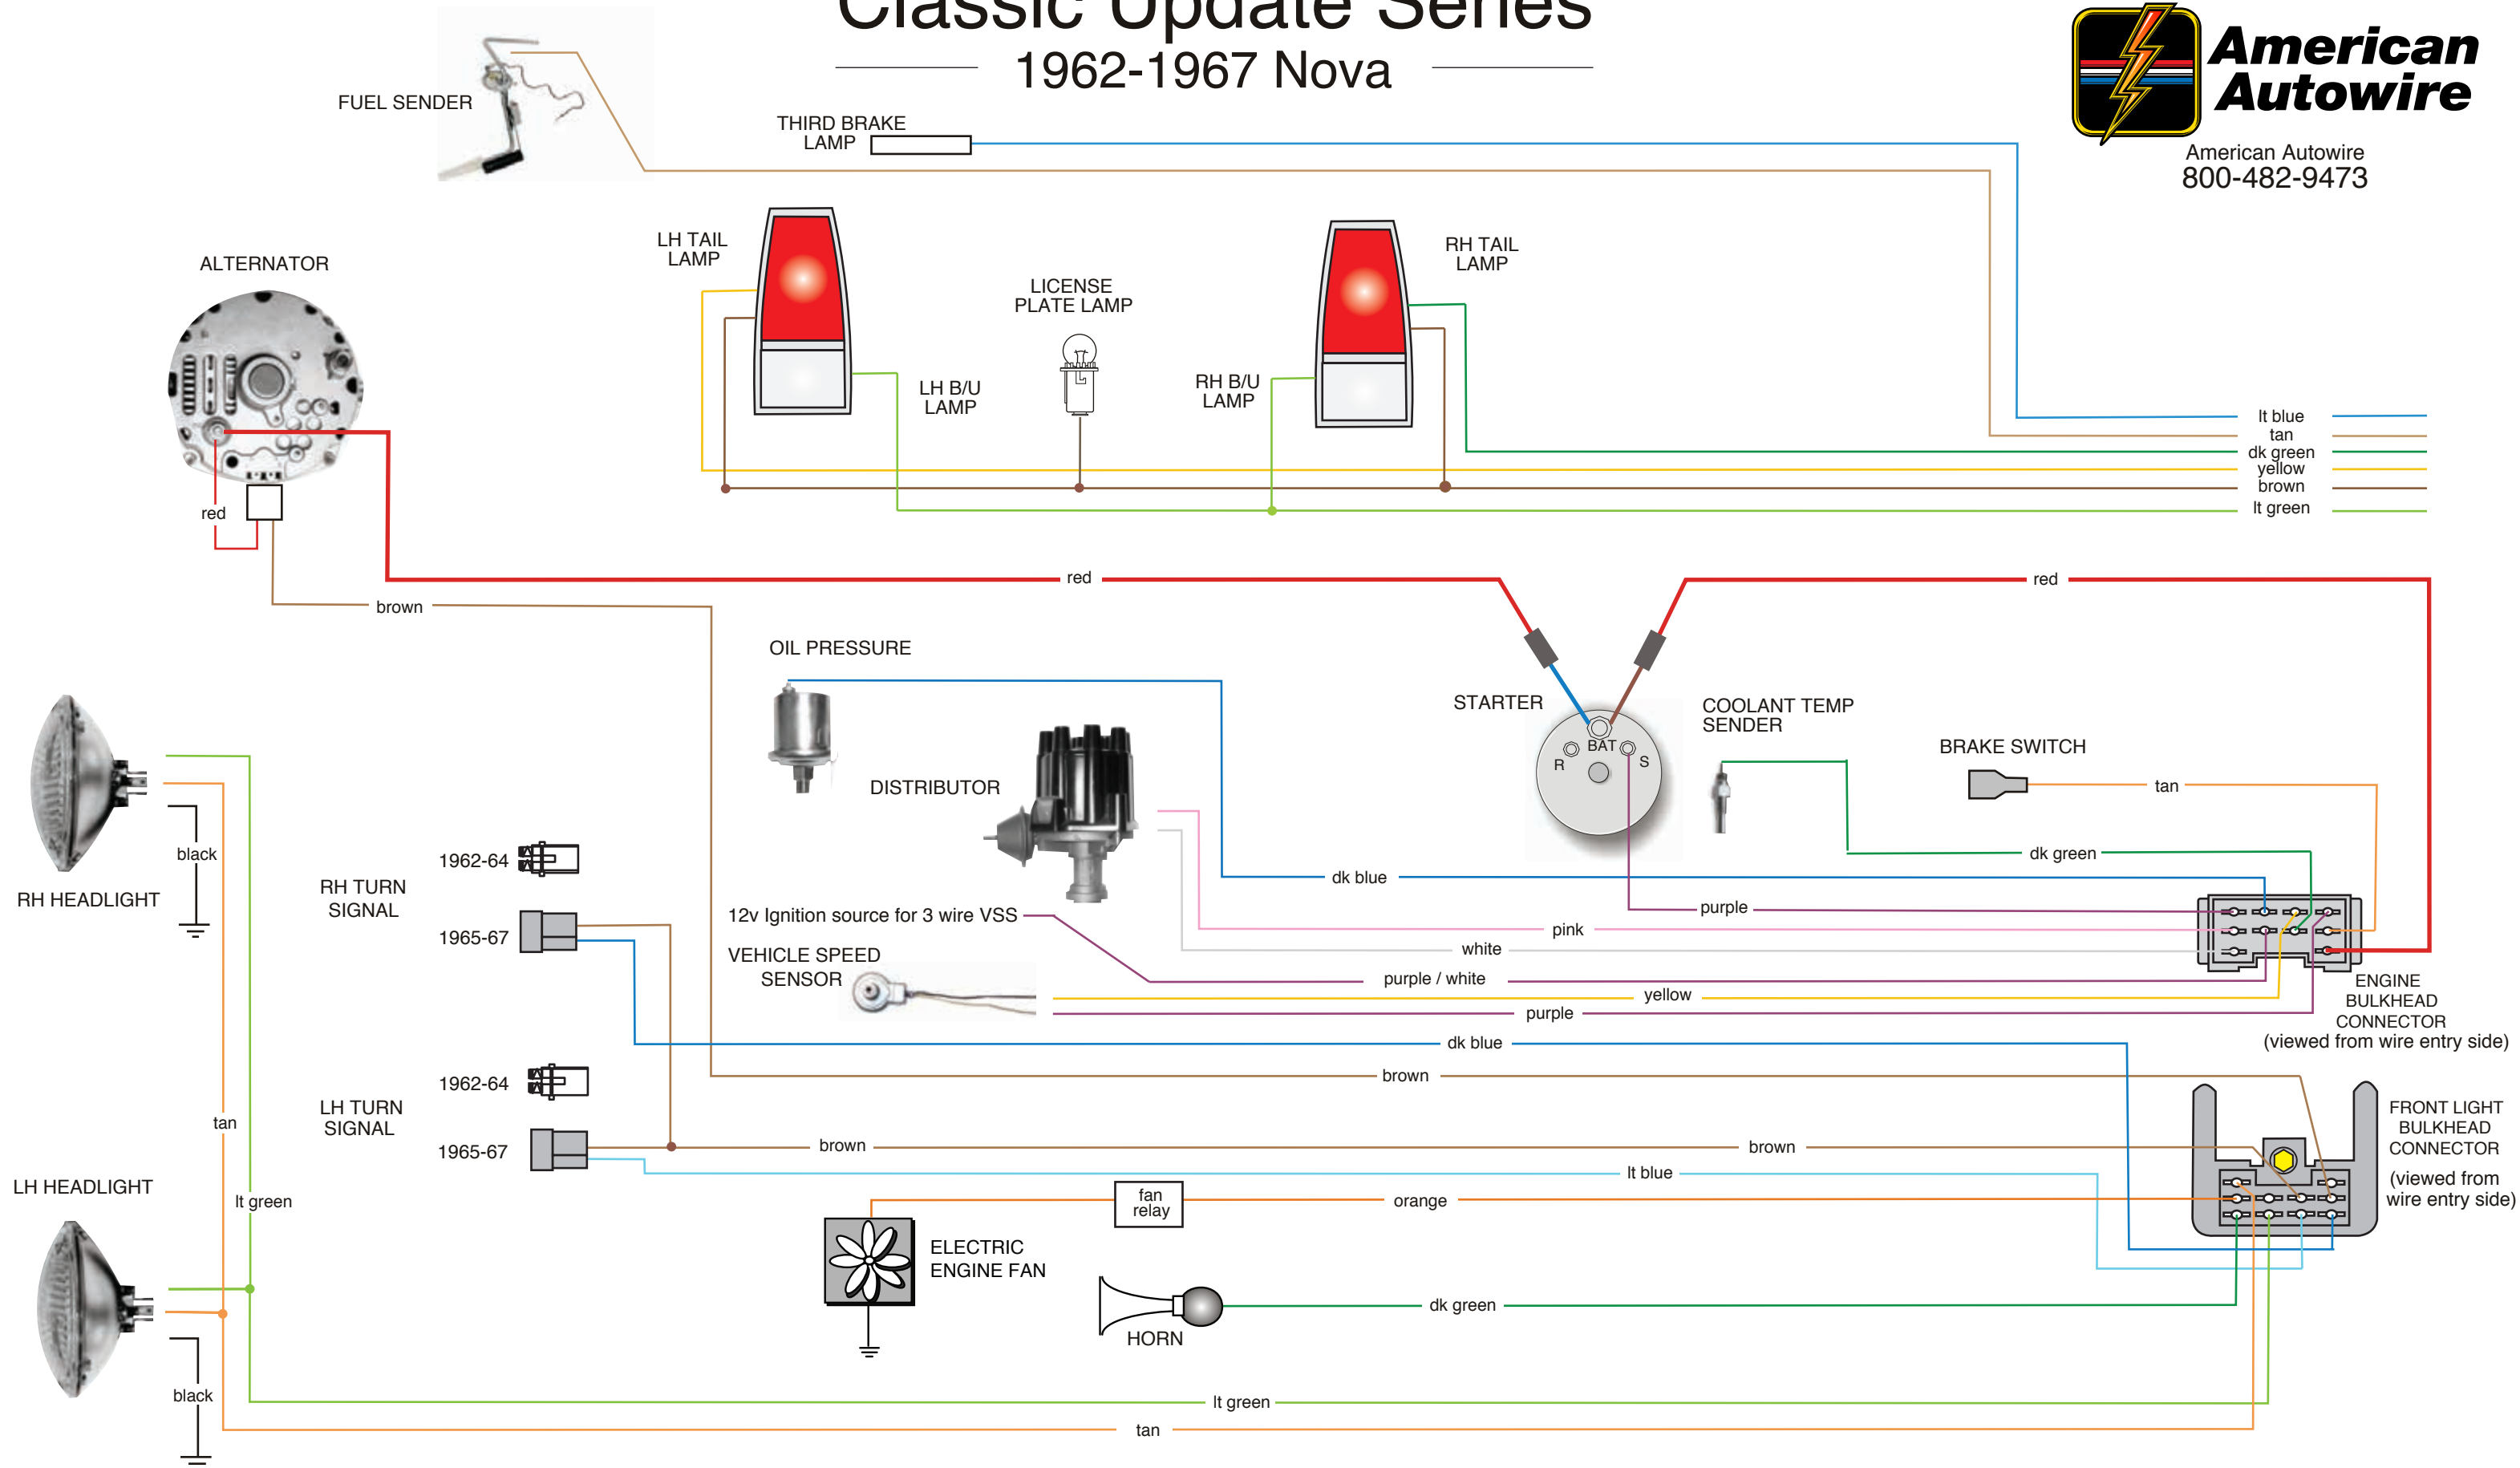 Classic Update Series
1962-1967 Nova
American
Autowire
American Autowire
800-482-9473
FUEL SENDER
THIRD BRAKE
LAMP
LH TAIL
LAMP
RH TAIL
LAMP
ALTERNATOR
LICENSE
PLATE LAMP
LH B/U
LAMP
RH B/U
LAMP
lt blue
tan
dk green
yellow
brown
lt green
red
red
red
brown
OIL PRESSURE
STARTER
BAT
R
S
COOLANT TEMP
SENDER
BRAKE SWITCH
tan
DISTRIBUTOR
black
RH HEADLIGHT
1962-64
RH TURN
SIGNAL
1965-67
dk green
dk blue
purple
12v Ignition source for 3 wire VSS
pink
white
VEHICLE SPEED
SENSOR
purple / white
yellow
purple
ENGINE
BULKHEAD
CONNECTOR
(viewed from wire entry side)
dk blue
brown
1962-64
LH TURN
SIGNAL
1965-67
tan
brown
brown
lt blue
FRONT LIGHT
BULKHEAD
CONNECTOR
(viewed from
wire entry side)
LH HEADLIGHT
lt green
fan
relay
orange
ELECTRIC
ENGINE FAN
dk green
HORN
black
lt green
tan